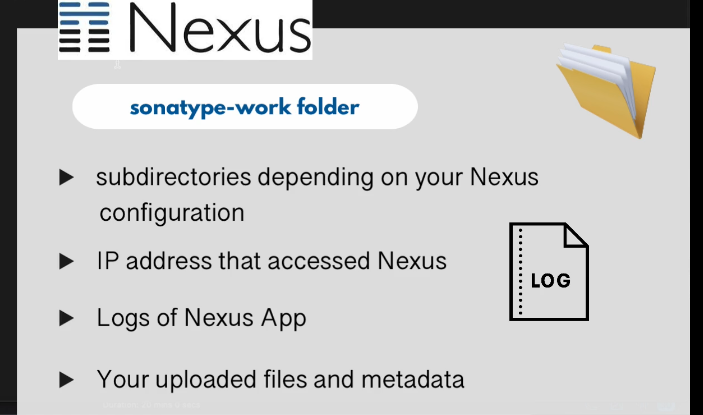 Nexus
sonatype-work folder
▶ subdirectories depending on your Nexus
configuration
▶ IP address that accessed Nexus
LOG
▶ Logs of Nexus App
▶ Your uploaded files and metadata